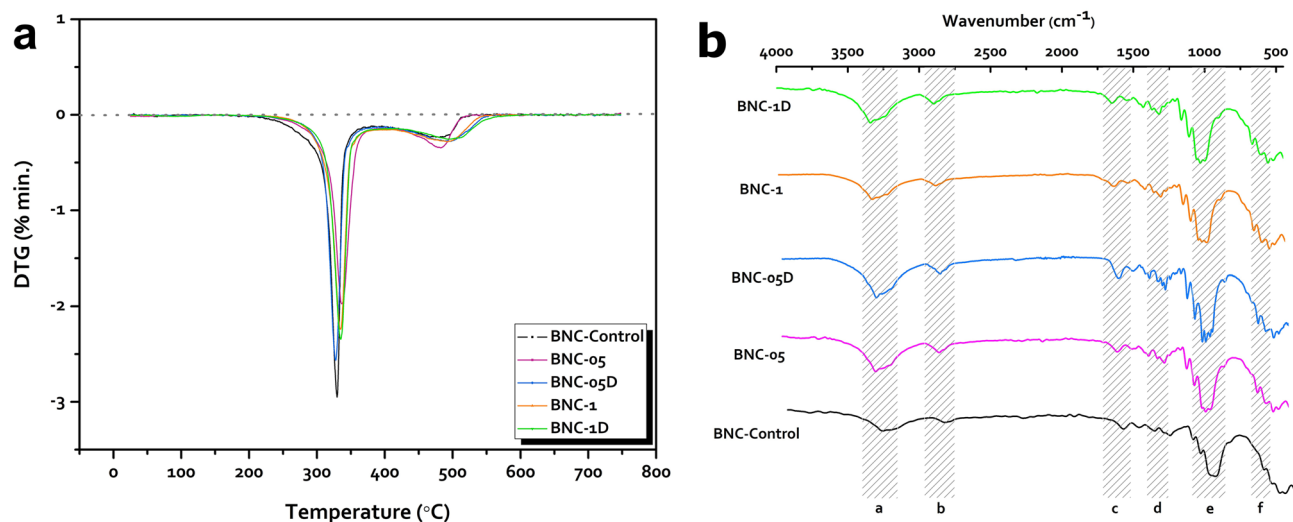 a
1
0
-1
-2
-3
DTG (% min.)
0 100 200 300 400 500 600 700 800
Temperature (°C)
BNC-Control
BNC-05
BNC-05D
BNC-1
BNC-1D
b
Wavenumber (cm-1)
4000 3500 3000 2500 2000 1500 1000 500
BNC-1D
BNC-1
BNC-05D
BNC-05
BNC-Control
a b c d e f